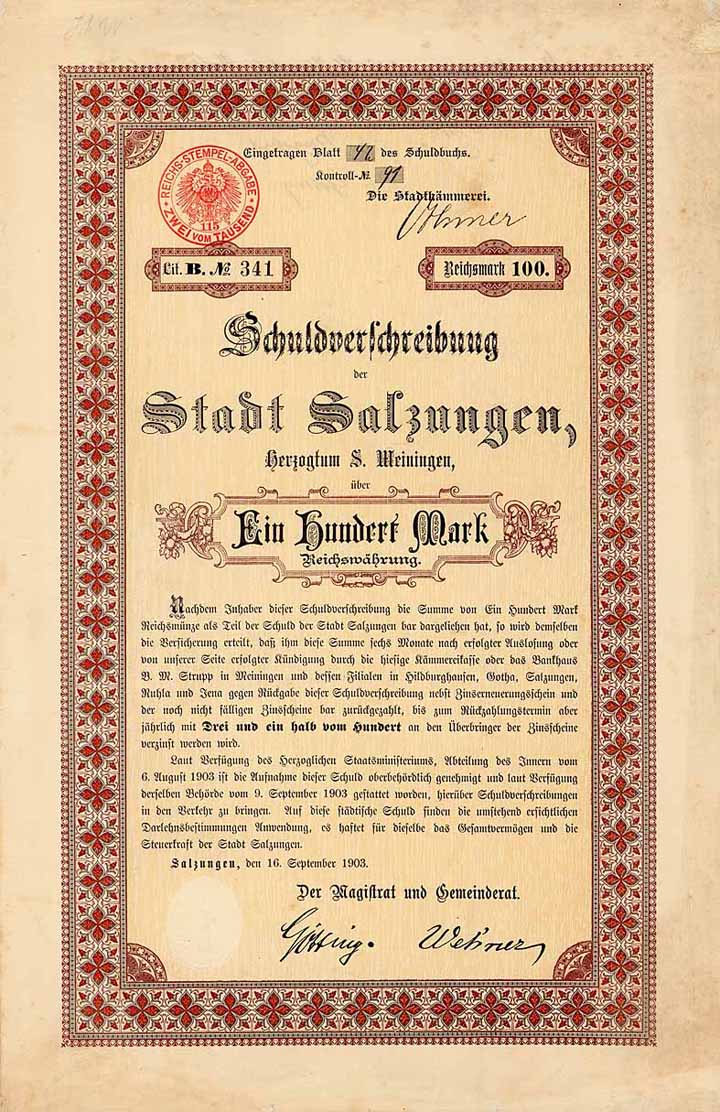 REICHS-STEMPEL-ABGABE
115
ZWEI VOM TAUSEND
Eingetragen Blatt 42 des Schuldbuchs.
Kontroll-№ 91
Die Stadtkämmerei.
Lit. B. № 341
Reichsmark 100.
Schuldverschreibung
der
Stadt Salzungen,
Herzogtum S. Meiningen,
über
Ein Hundert Mark
Reichswährung.
Nachdem Inhaber dieser Schuldverschreibung die Summe von Ein Hundert Mark
Reichsmünze als Teil der Schuld der Stadt Salzungen bar dargeliehen hat, so wird demselben
die Versicherung erteilt, daß ihm diese Summe sechs Monate nach erfolgter Auslosung oder
von unserer Seite erfolgter Kündigung durch die hiesige Kämmereikasse oder das Bankhaus
B. M. Strupp in Meiningen und dessen Filialen in Hildburghausen, Gotha, Salzungen,
Ruhla und Jena gegen Rückgabe dieser Schuldverschreibung nebst Zinserneuerungsschein und
der noch nicht fälligen Zinsscheine bar zurückgezahlt, bis zum Rückzahlungstermin aber
jährlich mit Drei und ein halb vom Hundert an den Überbringer der Zinsscheine
verzinst werden wird.
Laut Verfügung des Herzoglichen Staatsministeriums, Abteilung des Innern vom
6. August 1903 ist die Aufnahme dieser Schuld oberbehördlich genehmigt und laut Verfügung
derselben Behörde vom 9. September 1903 gestattet worden, hierüber Schuldverschreibungen
in den Verkehr zu bringen. Auf diese städtische Schuld finden die umstehend ersichtlichen
Darlehnsbestimmungen Anwendung, es haftet für dieselbe das Gesamtvermögen und die
Steuerkraft der Stadt Salzungen.
Salzungen, den 16. September 1903.
Der Magistrat und Gemeinderat.